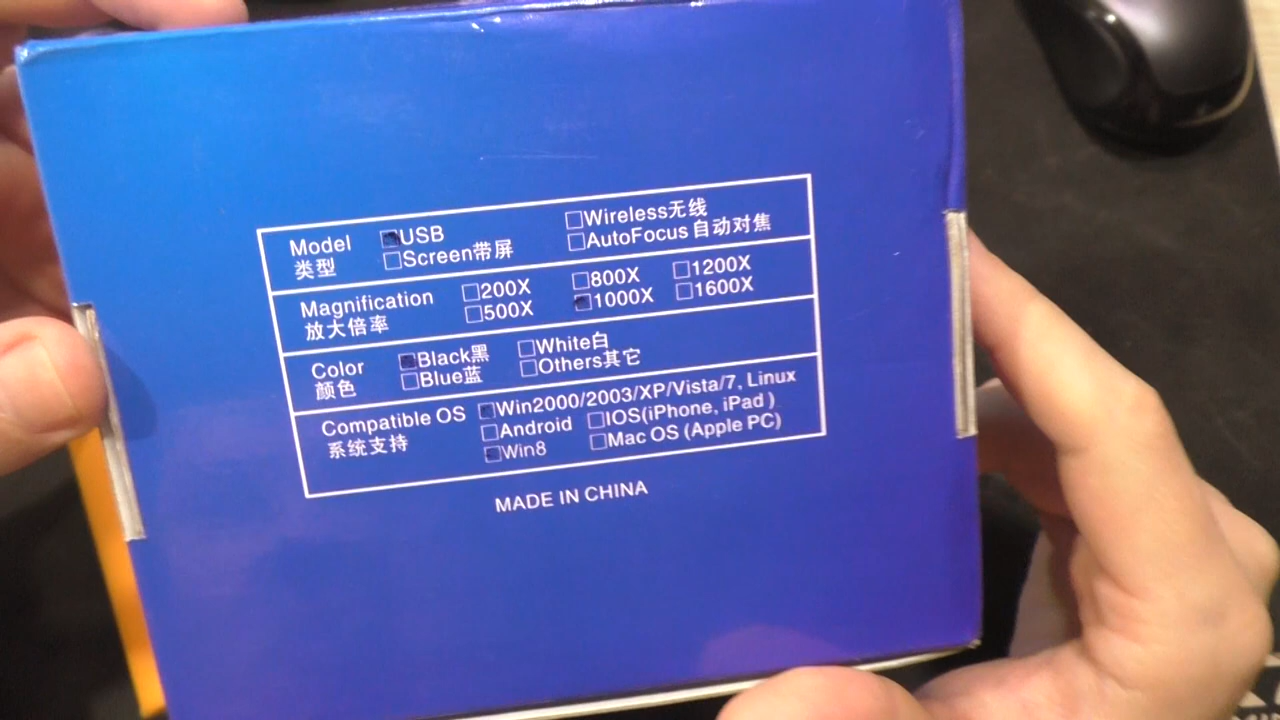 Model ■USB □Wireless无线
类型 □Screen带屏 □AutoFocus自动对焦
Magnification □200X □800X □1200X
放大倍率 □500X ■1000X □1600X
Color ■Black黑 □White白
颜色 □Blue蓝 □Others其它
Compatible OS ■Win2000/2003/XP/Vista/7, Linux
系统支持 □Android □IOS(iPhone, iPad )
■Win8 □Mac OS (Apple PC)
MADE IN CHINA